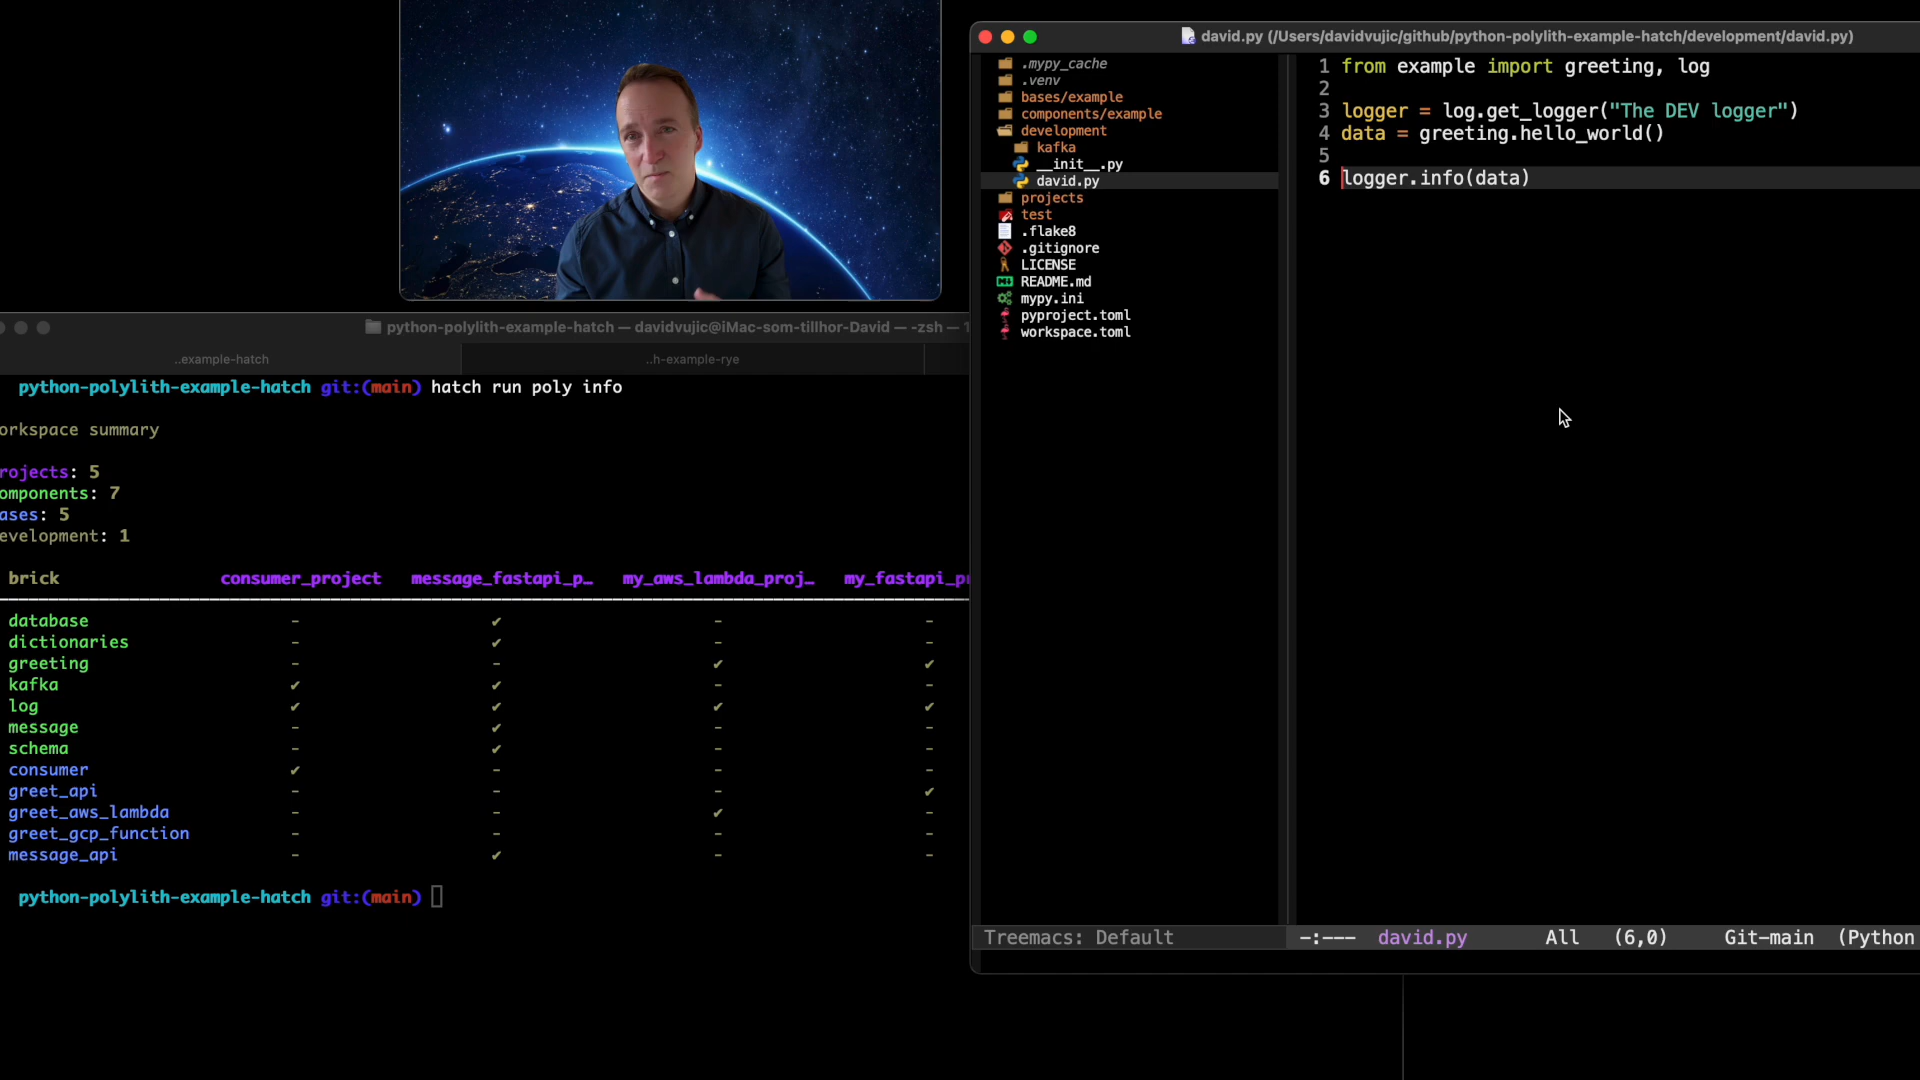 david.py (/Users/davidvujic/github/python-polylith-example-hatch/development/david.py)
.mypy_cache
.venv
bases/example
components/example
development
kafka
__init__.py
david.py
projects
test
.flake8
.gitignore
LICENSE
README.md
mypy.ini
pyproject.toml
workspace.toml
1 from example import greeting, log
2
3 logger = log.get_logger("The DEV logger")
4 data = greeting.hello_world()
5
6 logger.info(data)
Treemacs: Default
-:--- david.py All (6,0) Git-main (Python
python-polylith-example-hatch — davidvujic@iMac-som-tillhor-David — -zsh — 1
..example-hatch ..h-example-rye
python-polylith-example-hatch git:(main) hatch run poly info
orkspace summary
rojects: 5
omponents: 7
ases: 5
evelopment: 1
brick consumer_project message_fastapi_p… my_aws_lambda_proj… my_fastapi_pr
database - ✔ - -
dictionaries - ✔ - -
greeting - - ✔ ✔
kafka ✔ ✔ - -
log ✔ ✔ ✔ ✔
message - ✔ - -
schema - ✔ - -
consumer ✔ - - -
greet_api - - - ✔
greet_aws_lambda - - ✔ -
greet_gcp_function - - - -
message_api - ✔ - -
python-polylith-example-hatch git:(main)